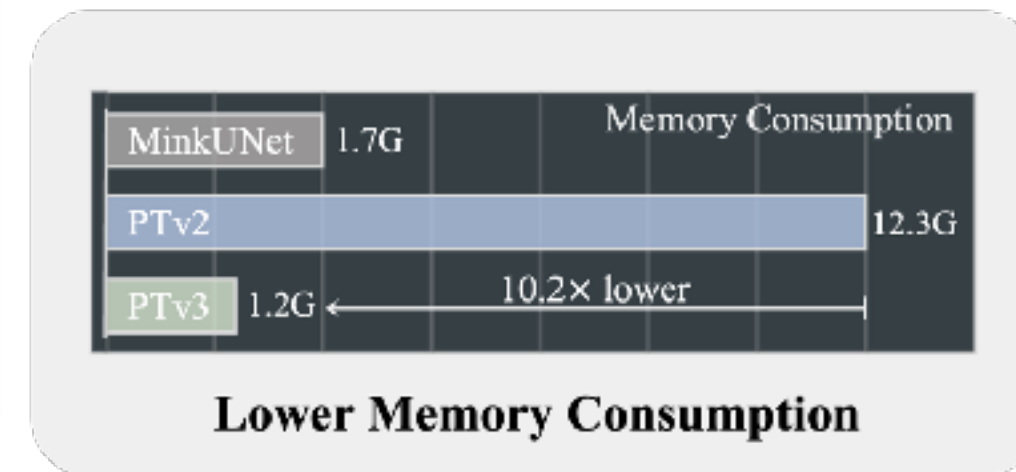 Memory Consumption
MinkUNet 1.7G
PTv2 12.3G
PTv3 1.2G 10.2× lower
Lower Memory Consumption